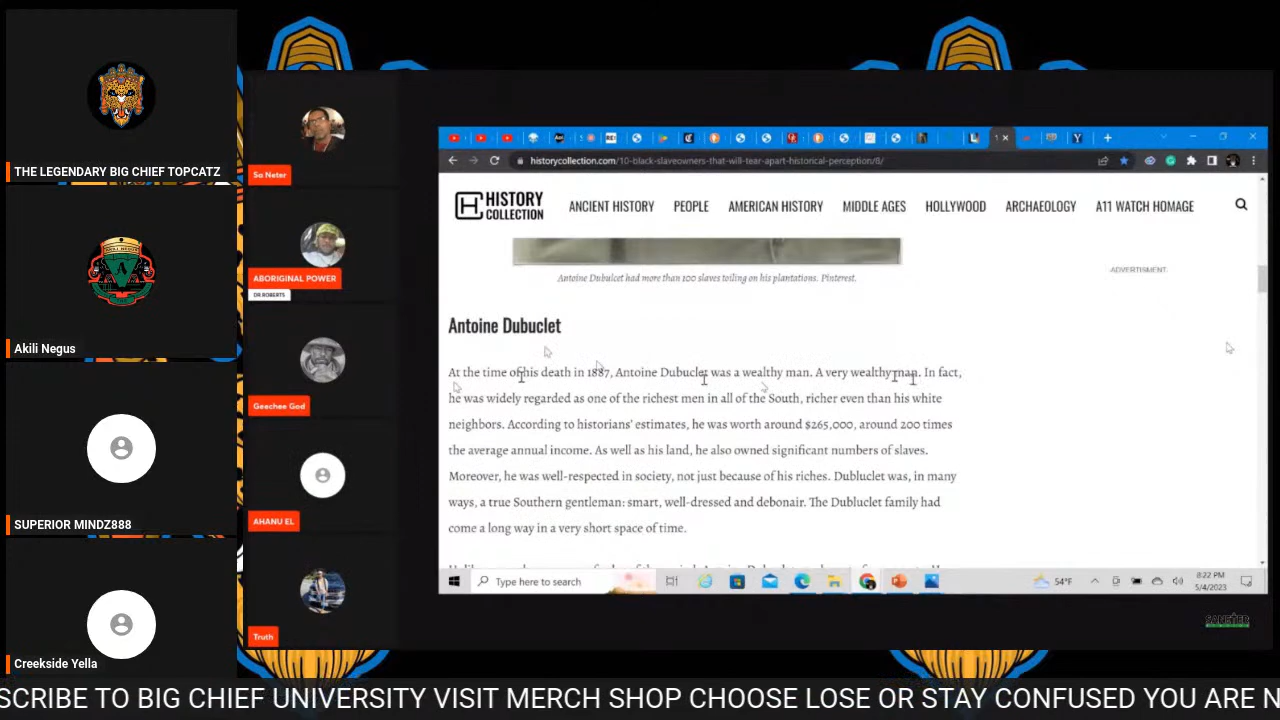 THE LEGENDARY BIG CHIEF TOPCATZ
Akili Negus
SUPERIOR MINDZ888
Creekside Yella
Sa Neter
ABORIGINAL POWER
DR.ROBERTS
Geechee God
AHANU EL
Truth
historycollection.com/10-black-slaveowners-that-will-tear-apart-historical-perception/8/
HISTORY
COLLECTION
ANCIENT HISTORY PEOPLE AMERICAN HISTORY MIDDLE AGES HOLLYWOOD ARCHAEOLOGY A11 WATCH HOMAGE
Antoine Dubulcet had more than 100 slaves toiling on his plantations. Pinterest.
ADVERTISMENT
Antoine Dubuclet
At the time of his death in 1887, Antoine Dubuclet was a wealthy man. A very wealthy man. In fact,
he was widely regarded as one of the richest men in all of the South, richer even than his white
neighbors. According to historians' estimates, he was worth around $265,000, around 200 times
the average annual income. As well as his land, he also owned significant numbers of slaves.
Moreover, he was well-respected in society, not just because of his riches. Dubluclet was, in many
ways, a true Southern gentleman: smart, well-dressed and debonair. The Dubluclet family had
come a long way in a very short space of time.
Type here to search
54°F
8:22 PM
5/4/2023
SANETER
SCRIBE TO BIG CHIEF UNIVERSITY VISIT MERCH SHOP CHOOSE LOSE OR STAY CONFUSED YOU ARE N